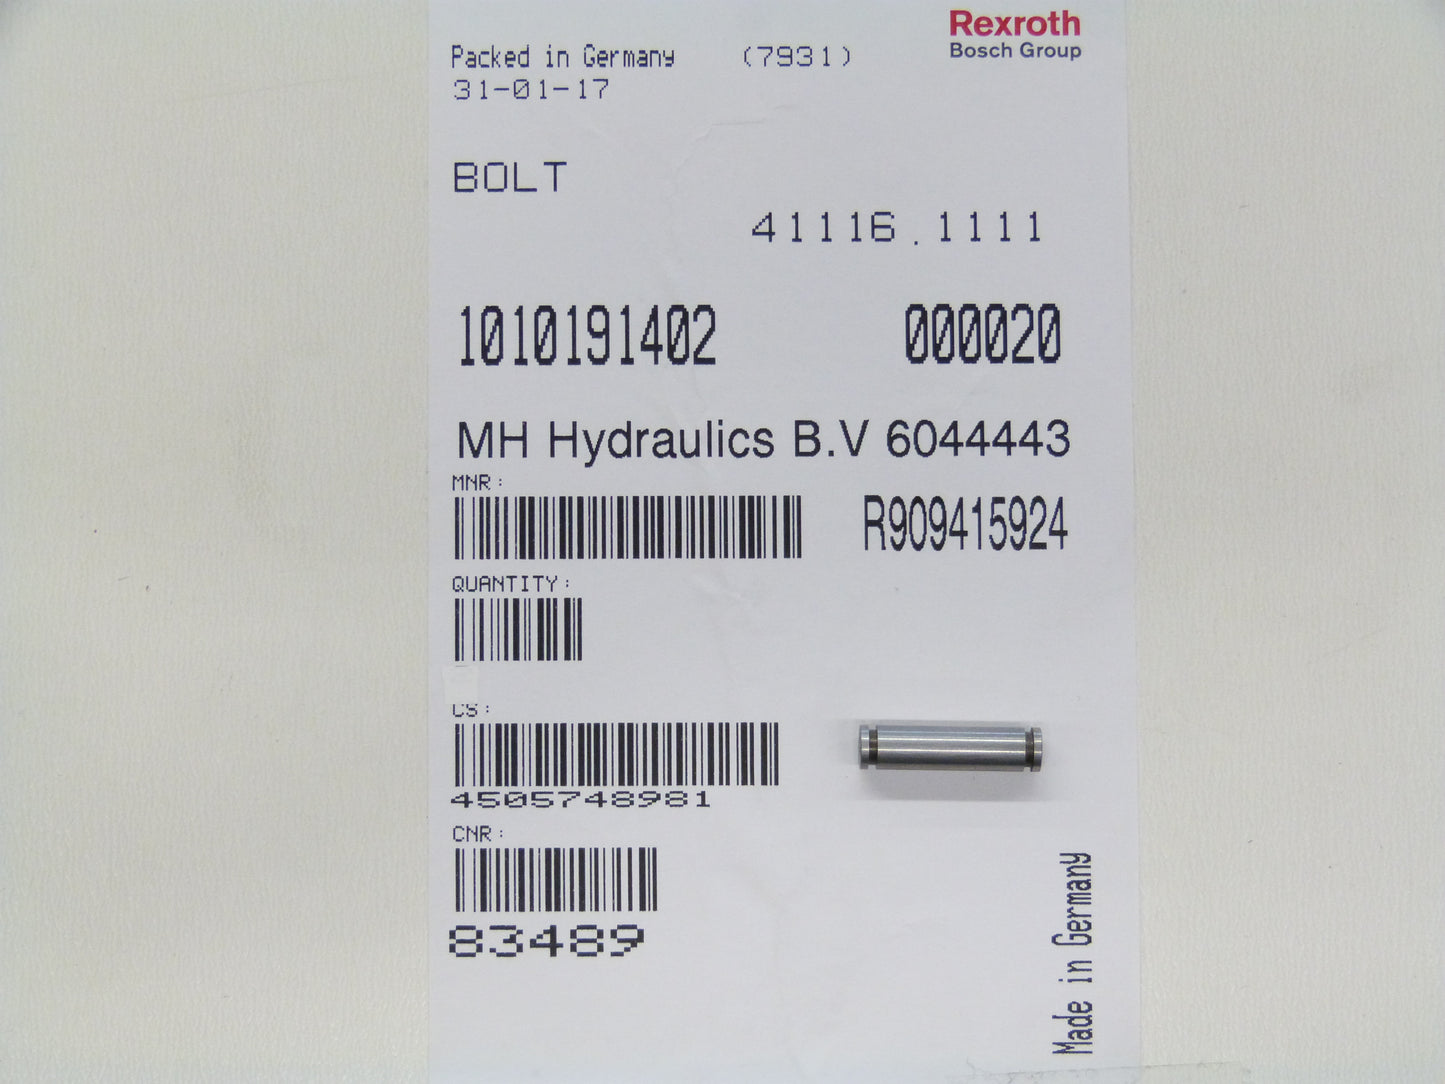 Rexroth
Bosch Group
Packed in Germany (7931)
31-01-17
BOLT
41116.1111
1010191402 000020
MH Hydraulics B.V 6044443
MNR:
R909415924
QUANTITY:
CS:
4505748981
CNR:
83489
Made in Germany